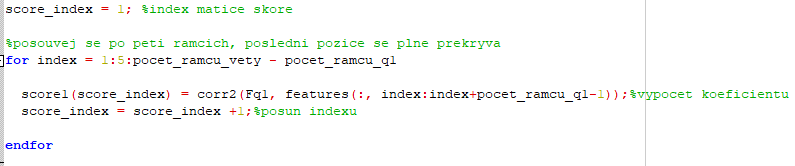 score_index = 1; %index matice skore
%posouvej se po peti ramcich, posledni pozice se plne prekryva
for index = 1:5:pocet_ramcu_vety - pocet_ramcu_q1
score1(score_index) = corr2(Fq1, features(:, index:index+pocet_ramcu_q1-1));%vypocet koeficientu
score_index = score_index +1;%posun indexu
endfor